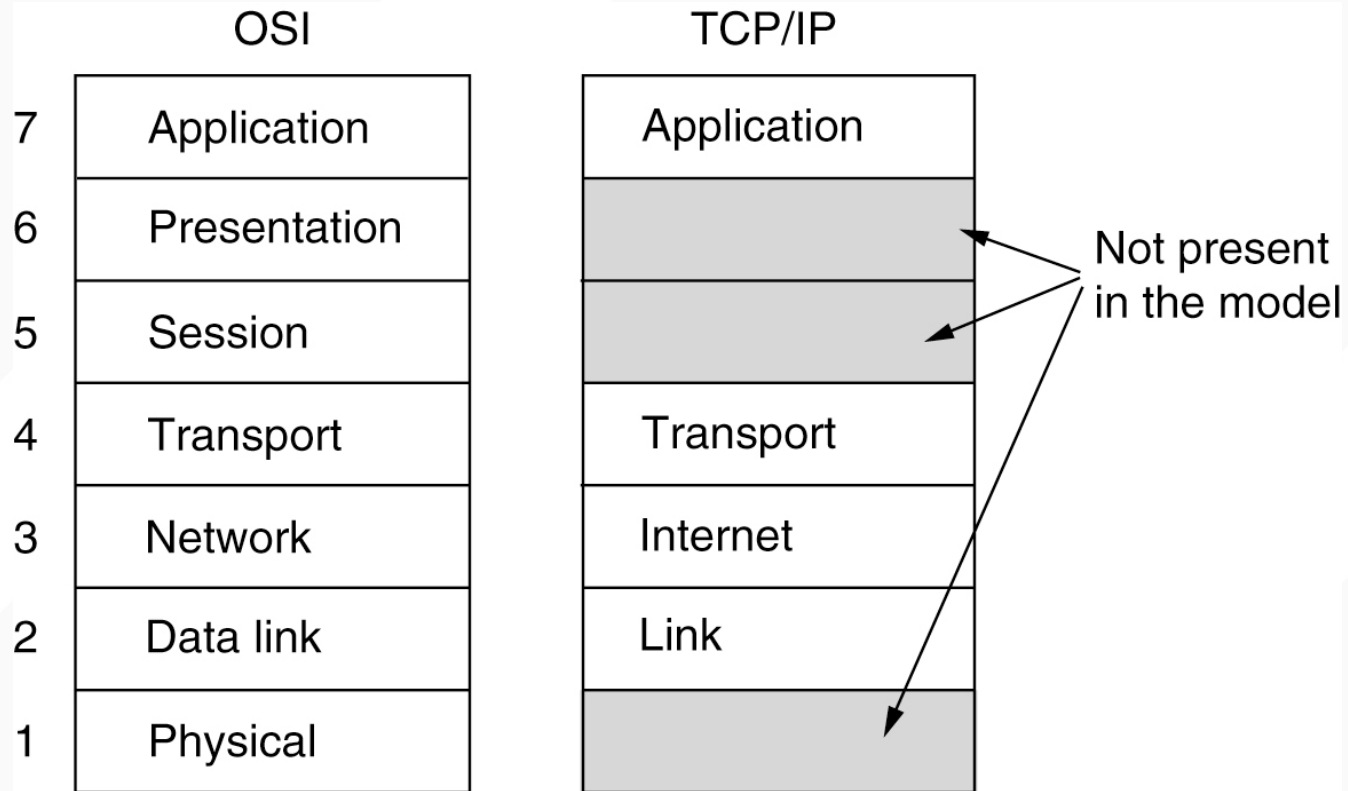 OSI
TCP/IP
7
Application
Application
6
Presentation
5
Session
Not present
in the model
4
Transport
Transport
3
Network
Internet
2
Data link
Link
1
Physical